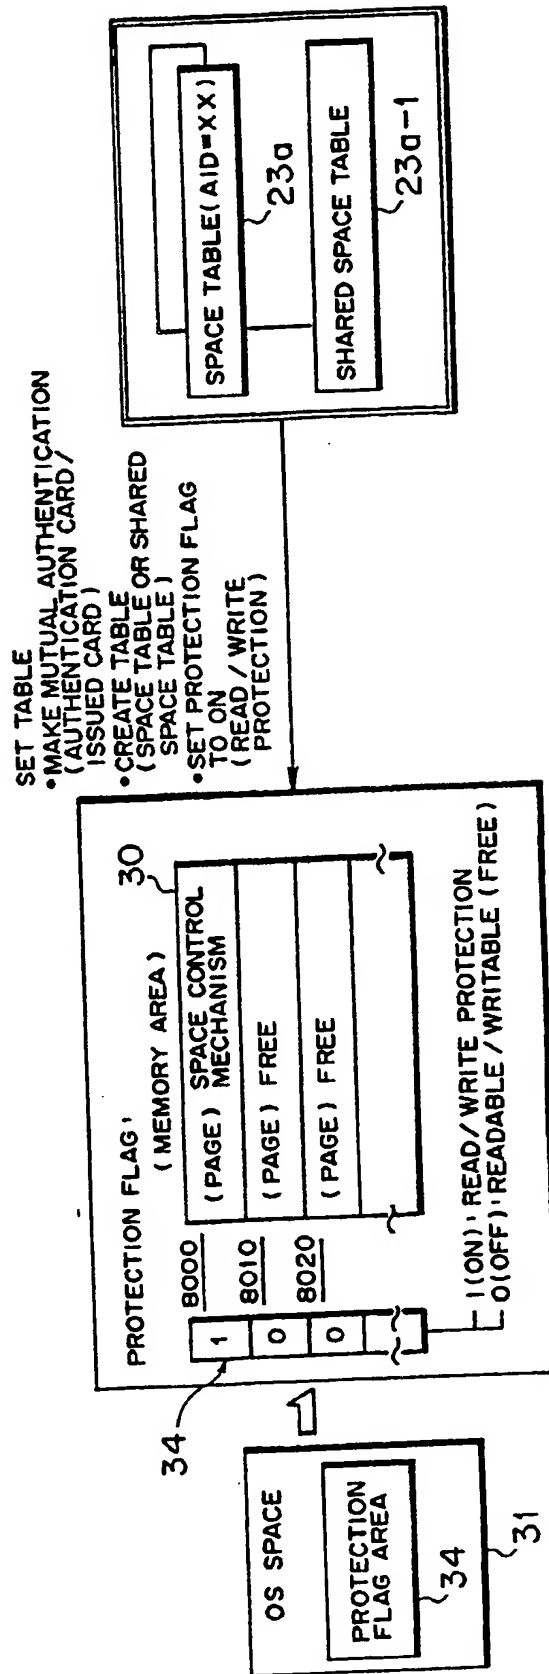 OS SPACE
PROTECTION
FLAG AREA
34
31
PROTECTION FLAG'
(MEMORY AREA)
30
34
8000
8010
8020
1
0
0
(PAGE) SPACE CONTROL
MECHANISM
(PAGE) FREE
(PAGE) FREE
1(ON): READ/WRITE PROTECTION
0(OFF): READABLE/WRITABLE (FREE)
SET TABLE
•MAKE MUTUAL AUTHENTICATION
(AUTHENTICATION CARD/
ISSUED CARD)
•CREATE TABLE
(SPACE TABLE OR SHARED
SPACE TABLE)
•SET PROTECTION FLAG
TO ON
(READ/WRITE
PROTECTION)
SPACE TABLE(AID=XX)
23a
SHARED SPACE TABLE
23a-1